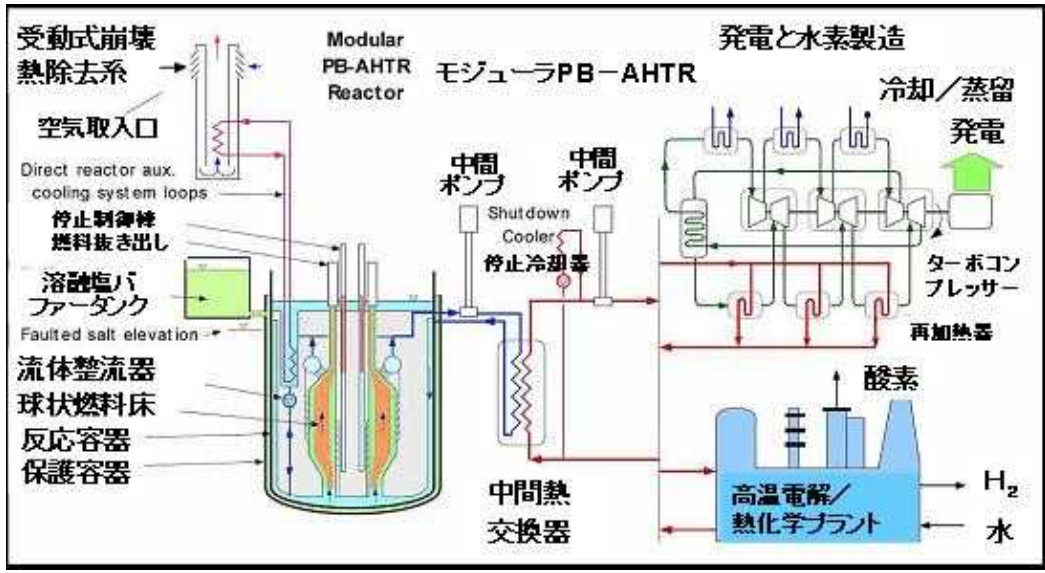 受動式崩壊
熱除去系
空気取入口
Direct reactor aux.
cooling system loops
停止制御棒
燃料抜き出し
溶融塩バッ
ファータンク
Faulted salt elevation
流体整流器
球状燃料床
反応容器
保護容器
Modular
PB-AHTR
Reactor
モジューラPB－AHTR
中間
ポンプ
中間
ポンプ
Shutdown
Cooler
停止冷却器
中間熱
交換器
発電と水素製造
冷却／蒸留
発電
ターボコン
プレッサー
再加熱器
酸素
高温電解/
熱化学プラント
H₂
水